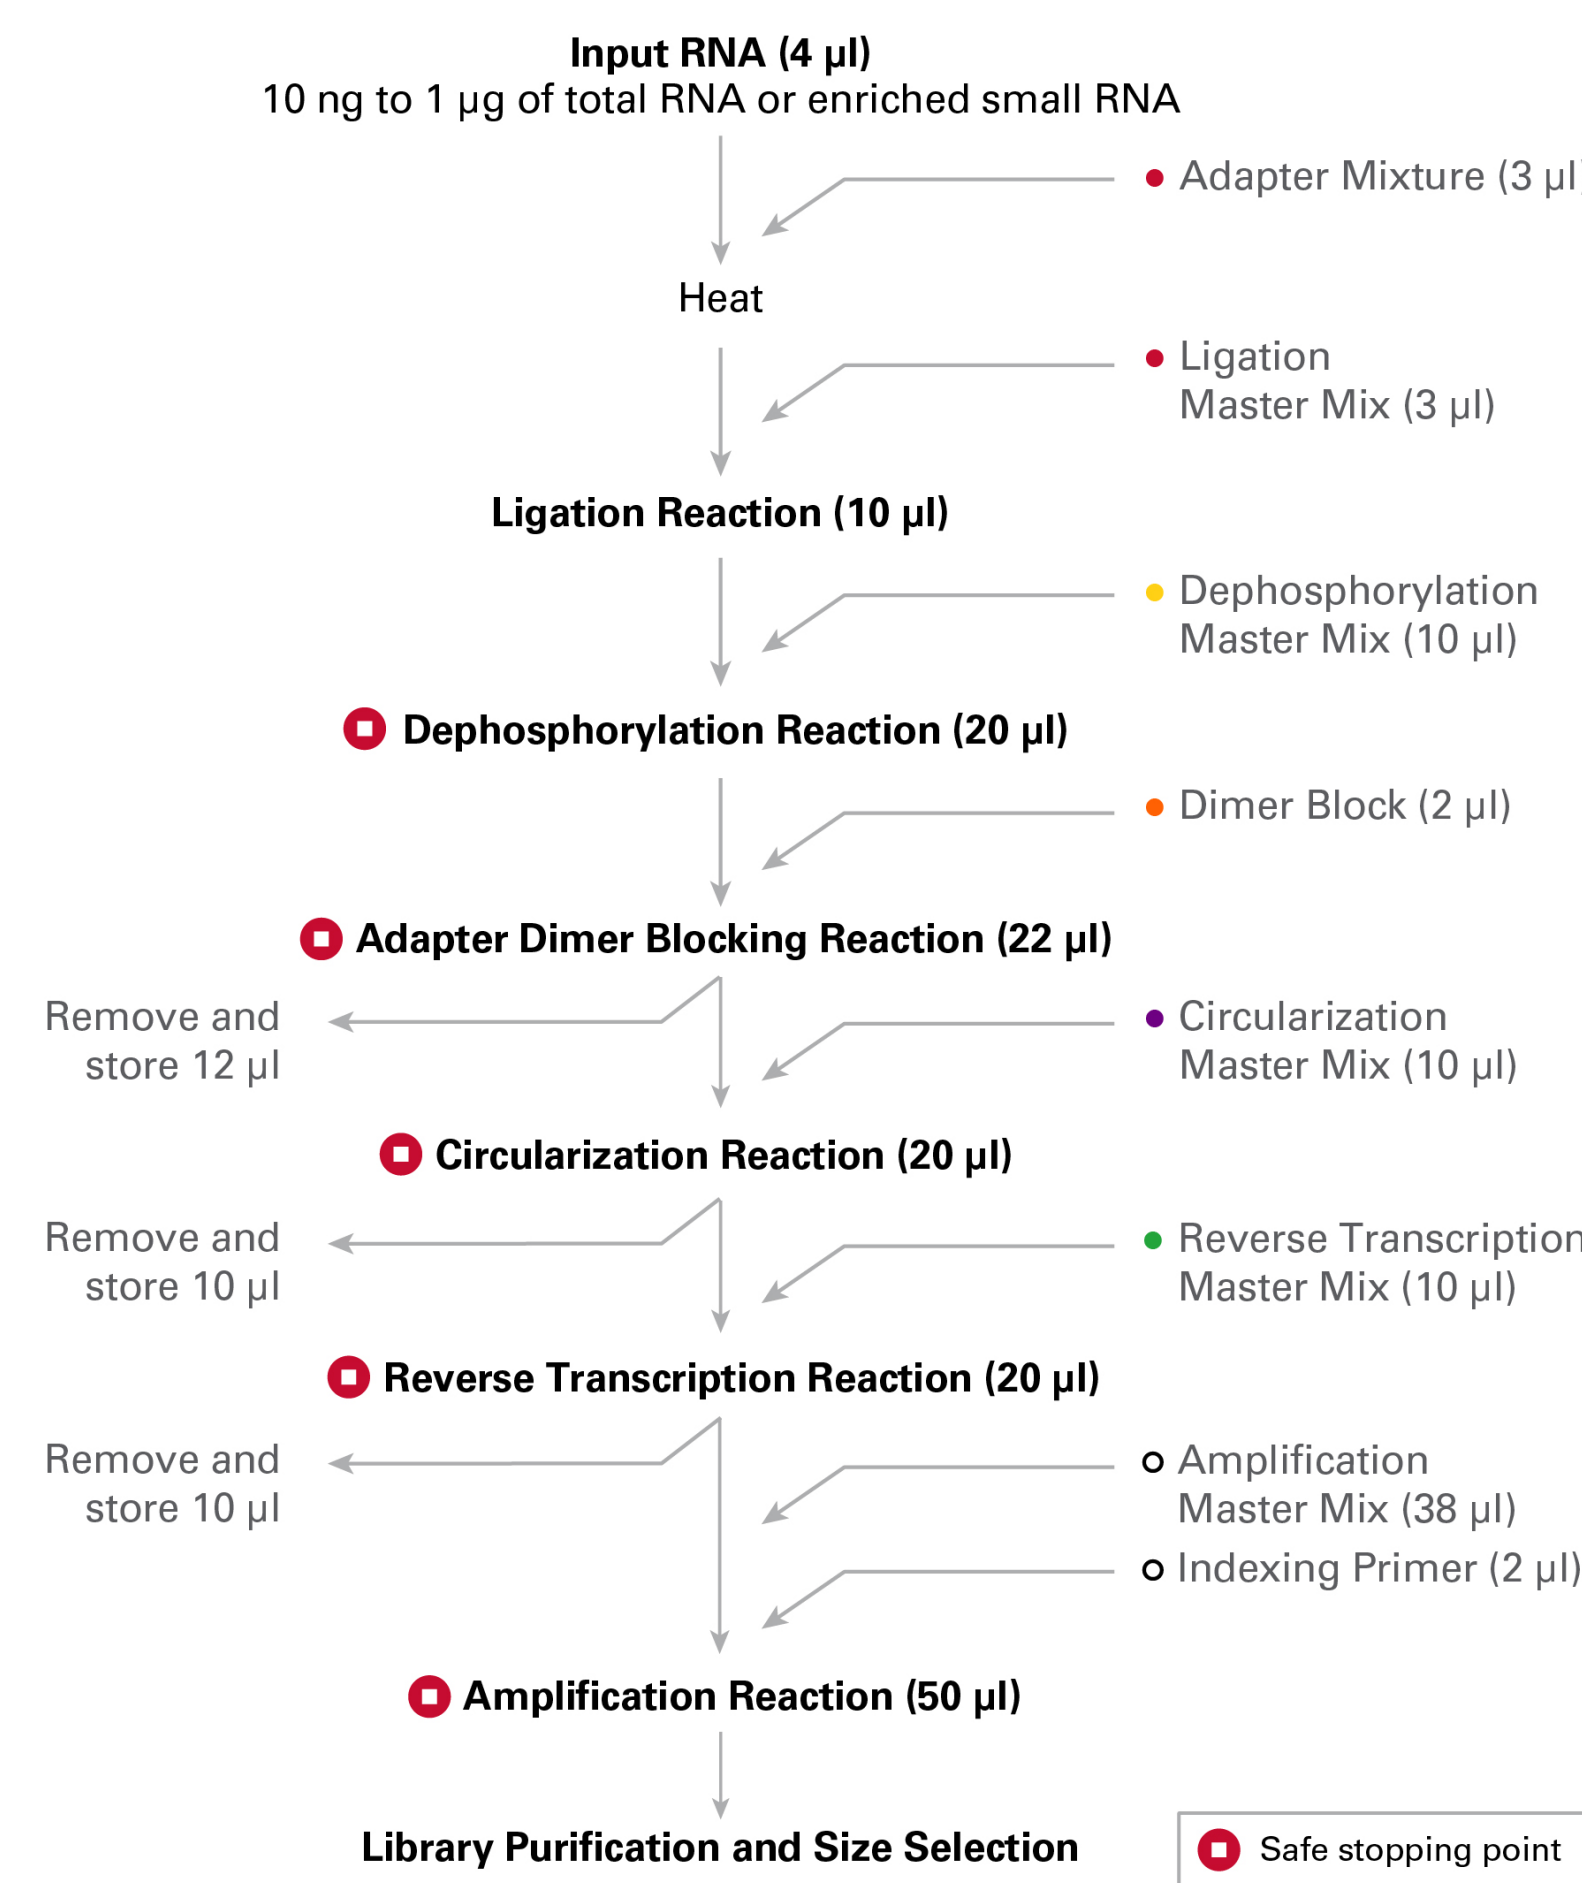 Input RNA (4 µl)
10 ng to 1 µg of total RNA or enriched small RNA
Adapter Mixture (3 µl)
Heat
Ligation
Master Mix (3 µl)
Ligation Reaction (10 µl)
Dephosphorylation
Master Mix (10 µl)
Dephosphorylation Reaction (20 µl)
Dimer Block (2 µl)
Adapter Dimer Blocking Reaction (22 µl)
Remove and
store 12 µl
Circularization
Master Mix (10 µl)
Circularization Reaction (20 µl)
Remove and
store 10 µl
Reverse Transcription
Master Mix (10 µl)
Reverse Transcription Reaction (20 µl)
Remove and
store 10 µl
Amplification
Master Mix (38 µl)
Indexing Primer (2 µl)
Amplification Reaction (50 µl)
Library Purification and Size Selection
Safe stopping point